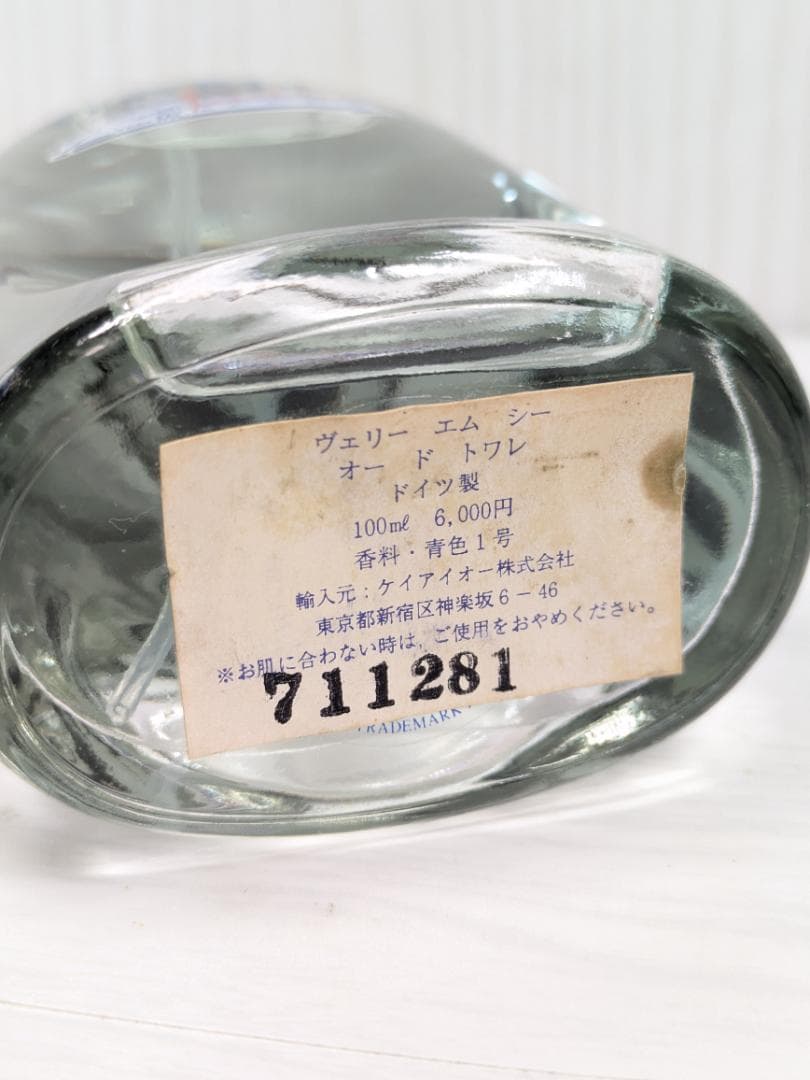 ヴェリー エム シー
オー ド トワレ
ドイツ製
100㎖ 6,000円
香料・青色1号
輸入元：ケイアイオー株式会社
東京都新宿区神楽坂6－46
※お肌に合わない時は、ご使用をおやめください。
711281
TRADEMARK